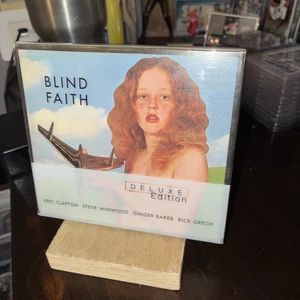 BLIND
FAITH
DELUXE
Edition
ERIC CLAPTON STEVE WINWOOD GINGER BAKER RICK GRECH